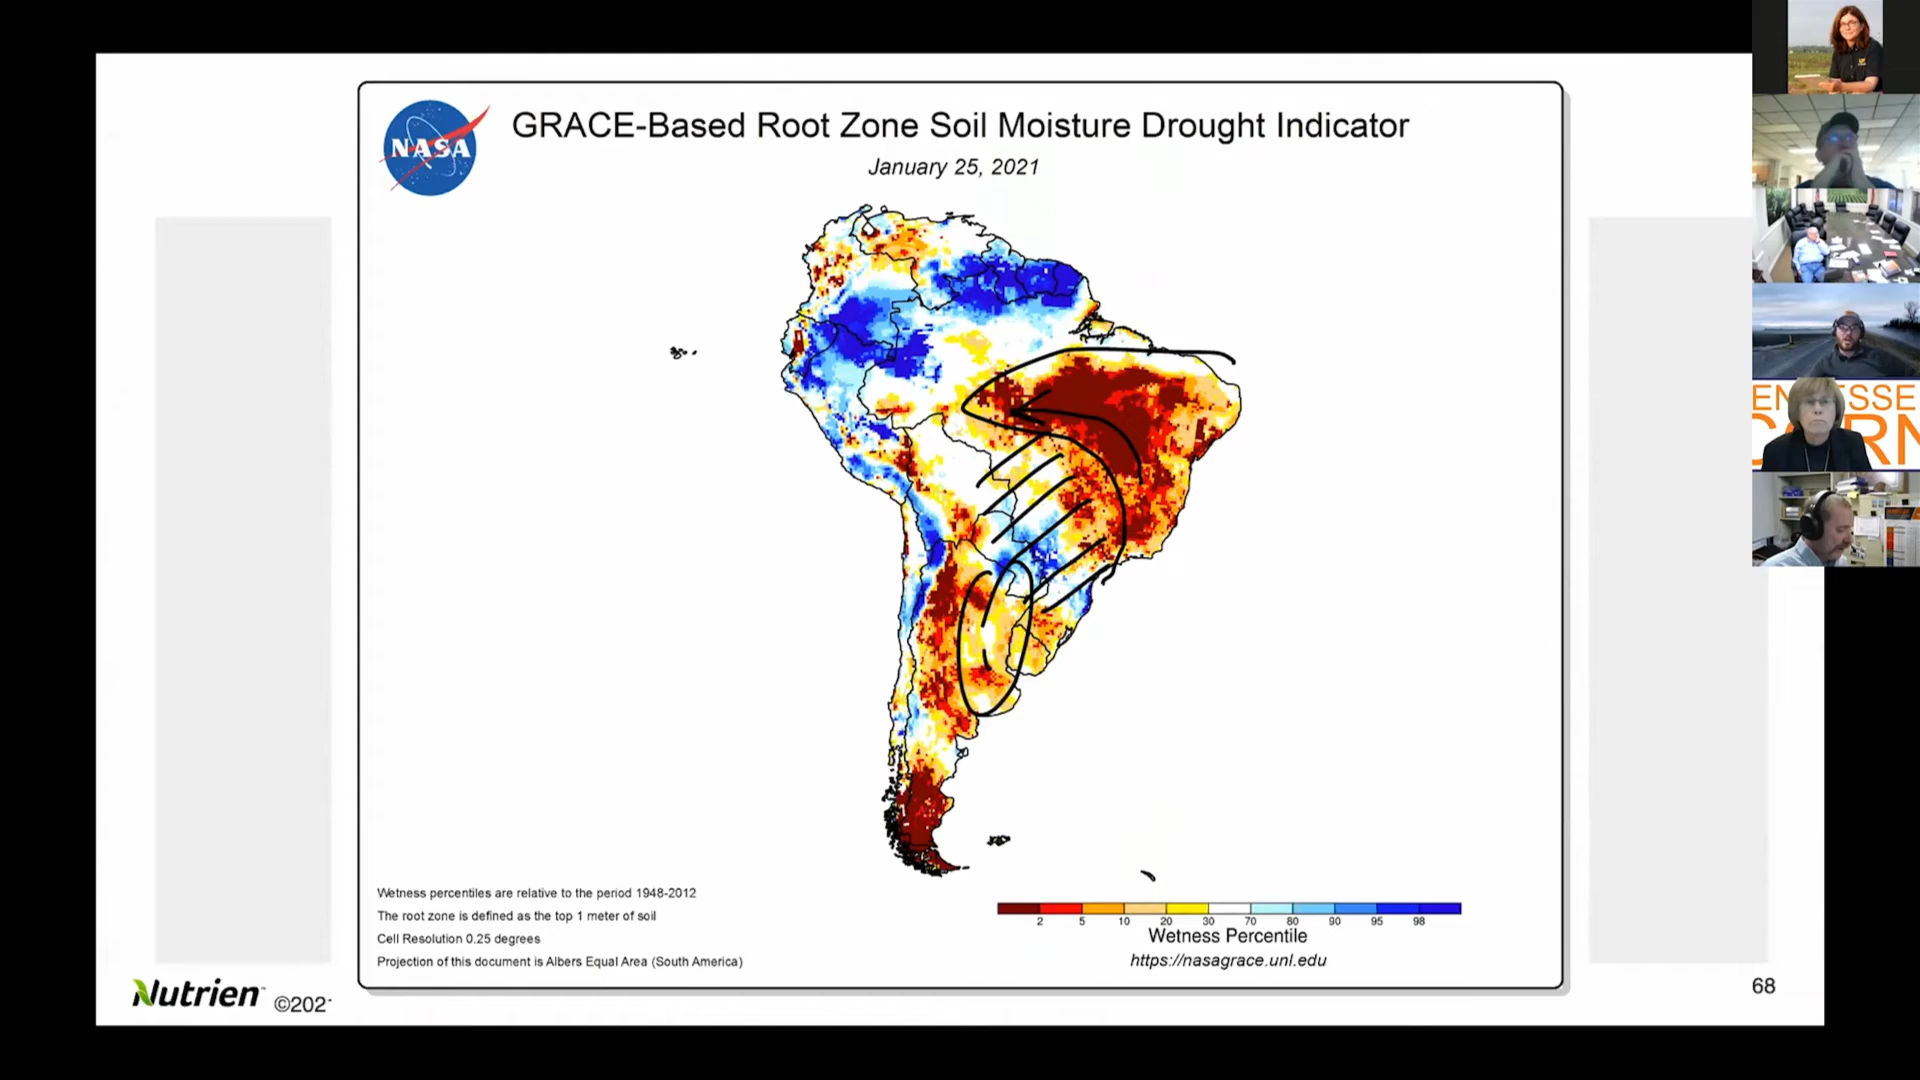 NASA
GRACE-Based Root Zone Soil Moisture Drought Indicator
January 25, 2021
Wetness percentiles are relative to the period 1948-2012
The root zone is defined as the top 1 meter of soil
Cell Resolution 0.25 degrees
Projection of this document is Albers Equal Area (South America)
2 5 10 20 30 70 80 90 95 98
Wetness Percentile
https://nasagrace.unl.edu
Nutrien ©202
68
EN ESSE
C RN